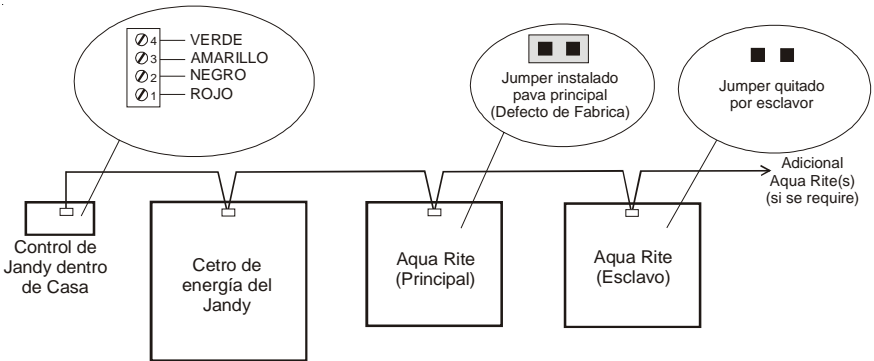 4 VERDE
3 AMARILLO
2 NEGRO
1 ROJO
Jumper instalado
pava principal
(Defecto de Fabrica)
Jumper quitado
por esclavor
Adicional
Aqua Rite(s)
(si se require)
Control de
Jandy dentro
de Casa
Cetro de
energía del
Jandy
Aqua Rite
(Principal)
Aqua Rite
(Esclavo)